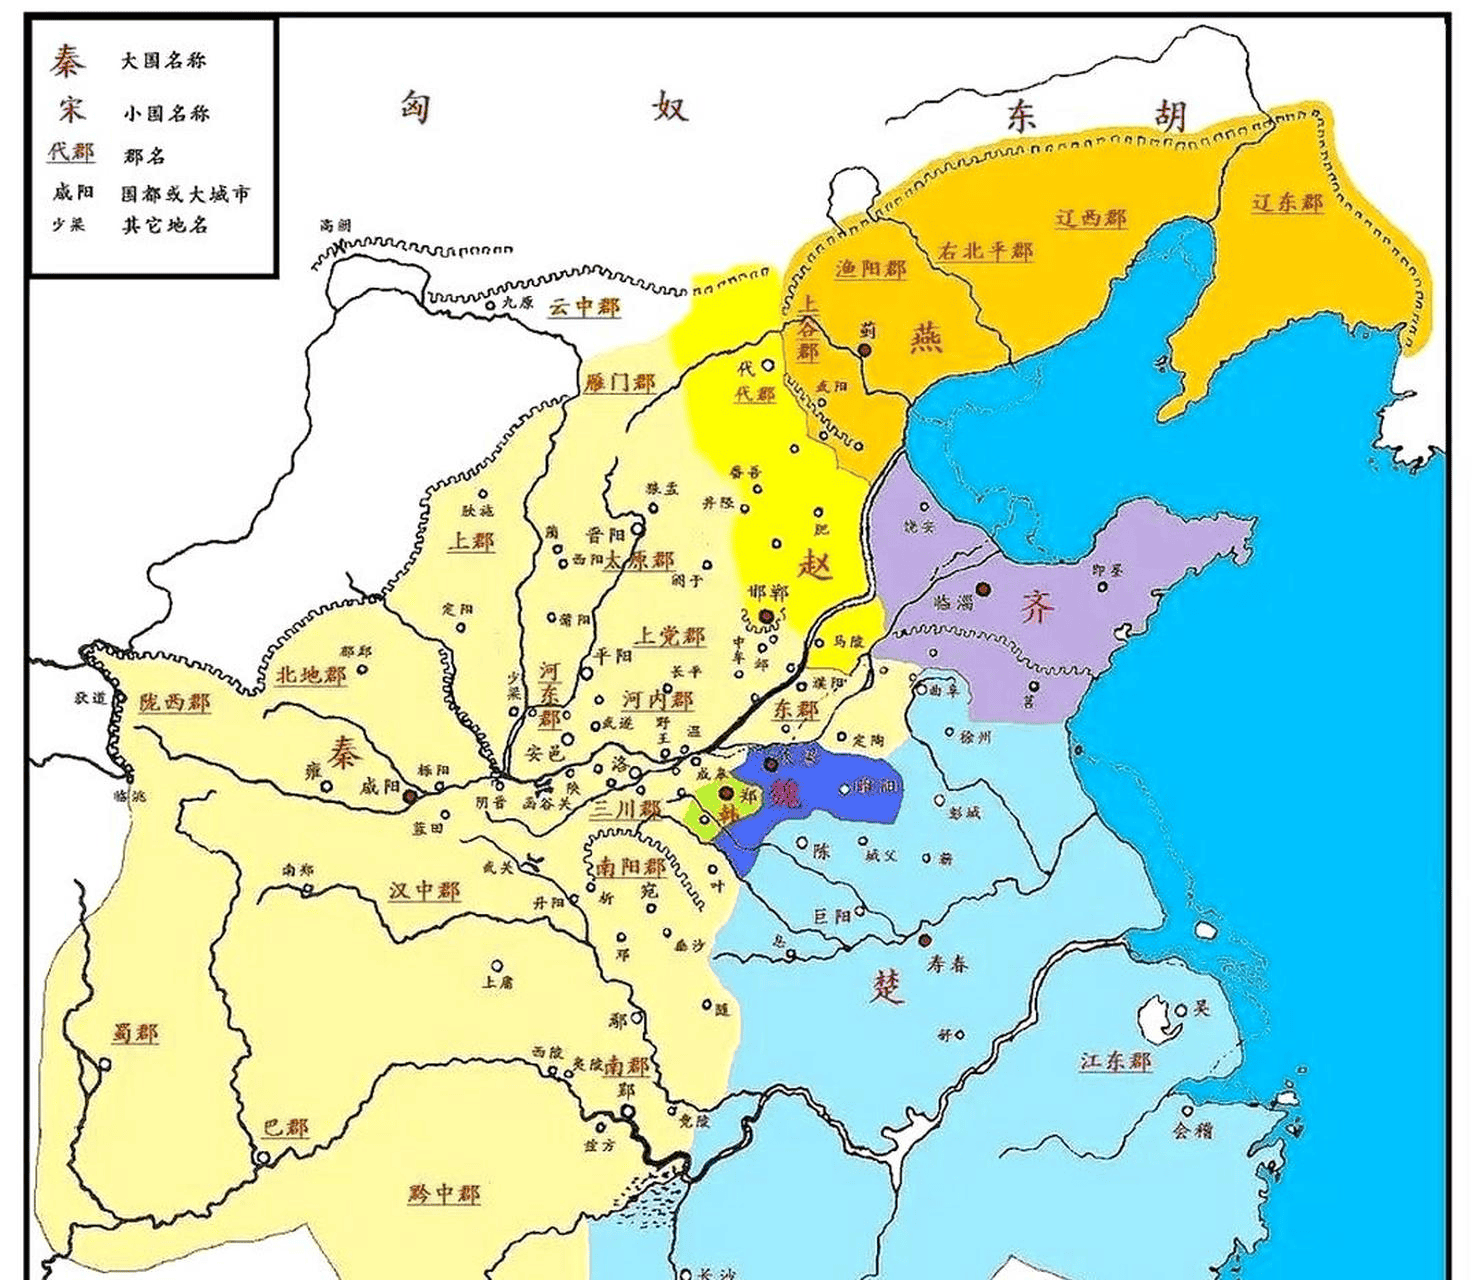 秦 大国名称
宋 小国名称
代郡 郡名
咸阳 国都或大城市
少梁 其它地名
匈 奴
东 胡
高阙
九原
云中郡
雁门郡
辽东郡
辽西郡
右北平郡
渔阳郡
上谷郡
蓟
燕
武阳
代
代郡
番吾
井陉
狼孟
肥
赵
肤施
上郡
蔺
晋阳
西阳
太原郡
阏于
邯郸
饶安
临淄
齐
即墨
定阳
蒲阳
上党郡
中牟
邺
马陵
平阳
长平
北地郡
陇西郡
狄道
少梁
河东郡
河内郡
武遂
野王
温
濮阳
东郡
定陶
曲阜
莒
徐州
安邑
秦
雍
咸阳
栎阳
阴晋
函谷关
陕
洛
成皋
三川郡
郑
韩
魏
睢阳
彭城
临洮
蓝田
武关
南阳郡
宛
叶
陈
城父
蕲
南郑
汉中郡
丹阳
析
巨阳
邓
息
寿春
上庸
楚
鄢
随
舒
吴
江东郡
蜀郡
西陵
夷陵
南郡
郢
竟陵
会稽
巴郡
兹方
黔中郡
长沙